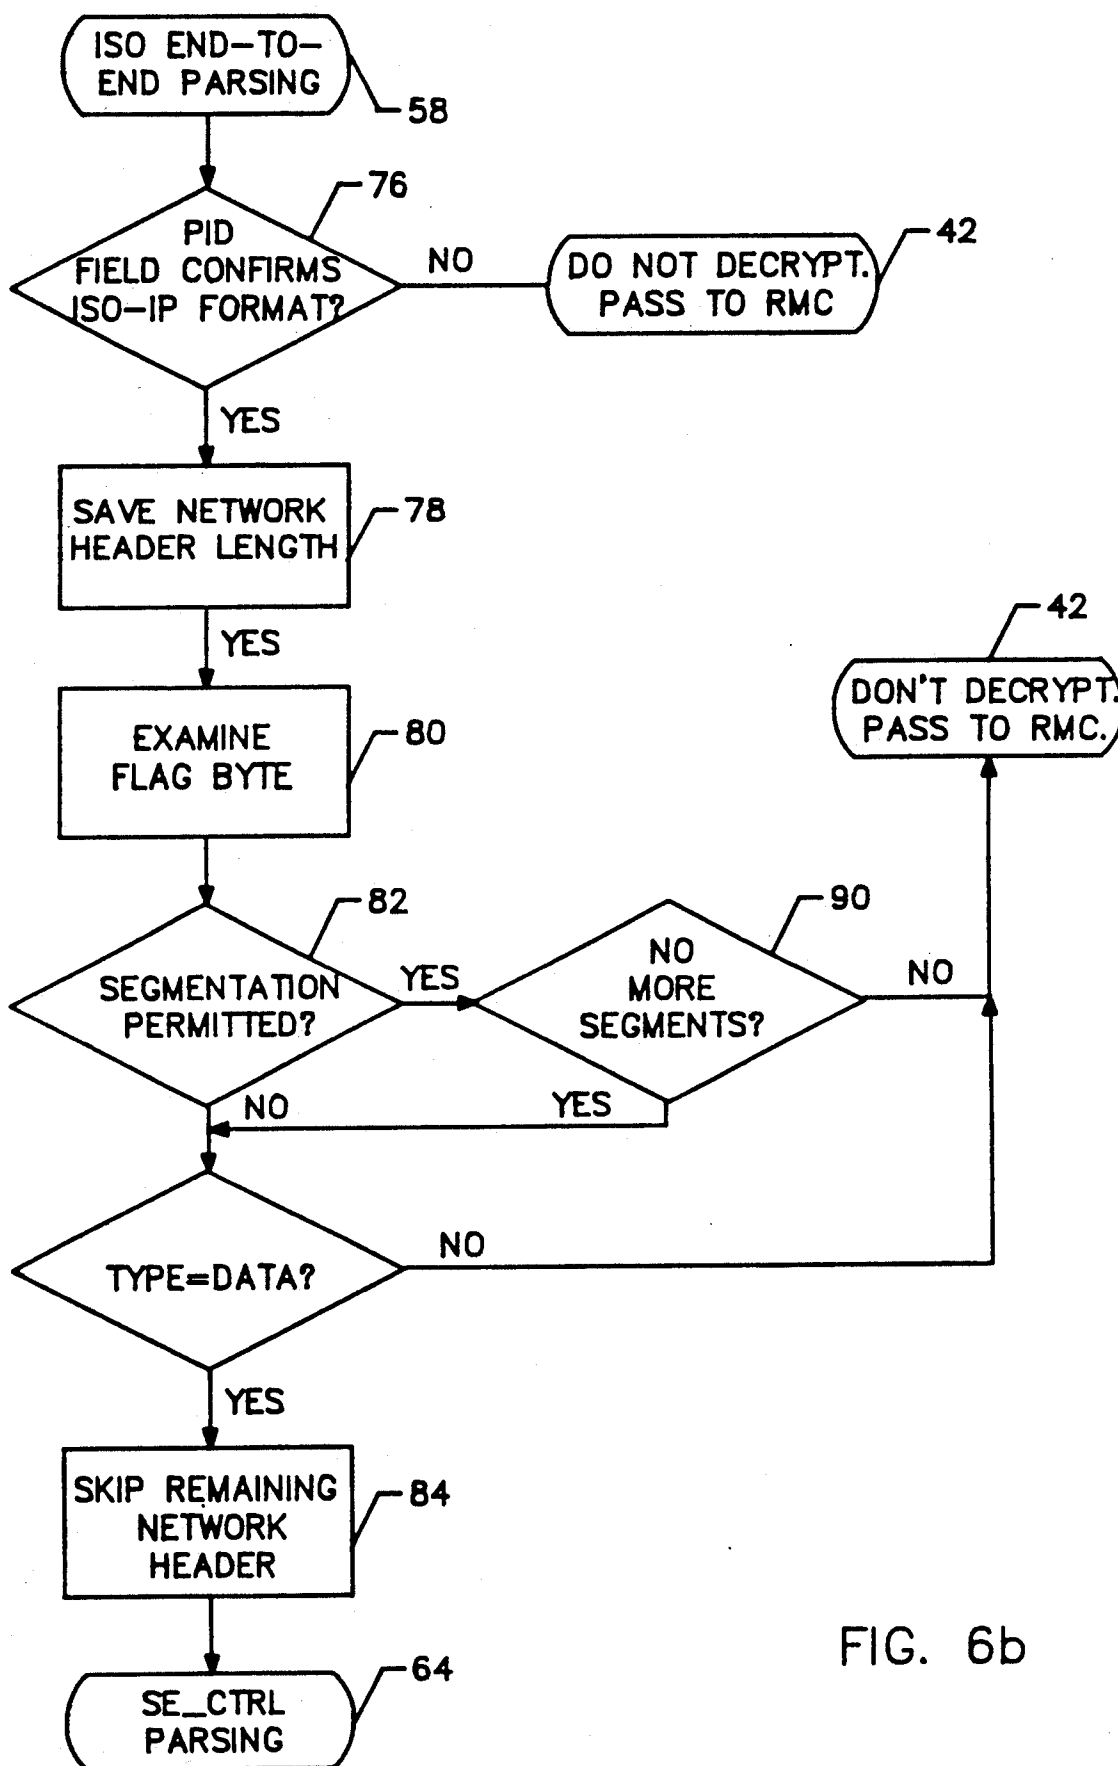 ISO END-TO-
END PARSING
58
76
PID
FIELD CONFIRMS
ISO-IP FORMAT?
NO
DO NOT DECRYPT.
PASS TO RMC
42
YES
SAVE NETWORK
HEADER LENGTH
78
YES
EXAMINE
FLAG BYTE
80
42
DON'T DECRYPT.
PASS TO RMC.
82
SEGMENTATION
PERMITTED?
YES
90
NO
MORE
SEGMENTS?
NO
NO
YES
TYPE=DATA?
NO
YES
SKIP REMAINING
NETWORK
HEADER
84
SE_CTRL
PARSING
64
FIG. 6b